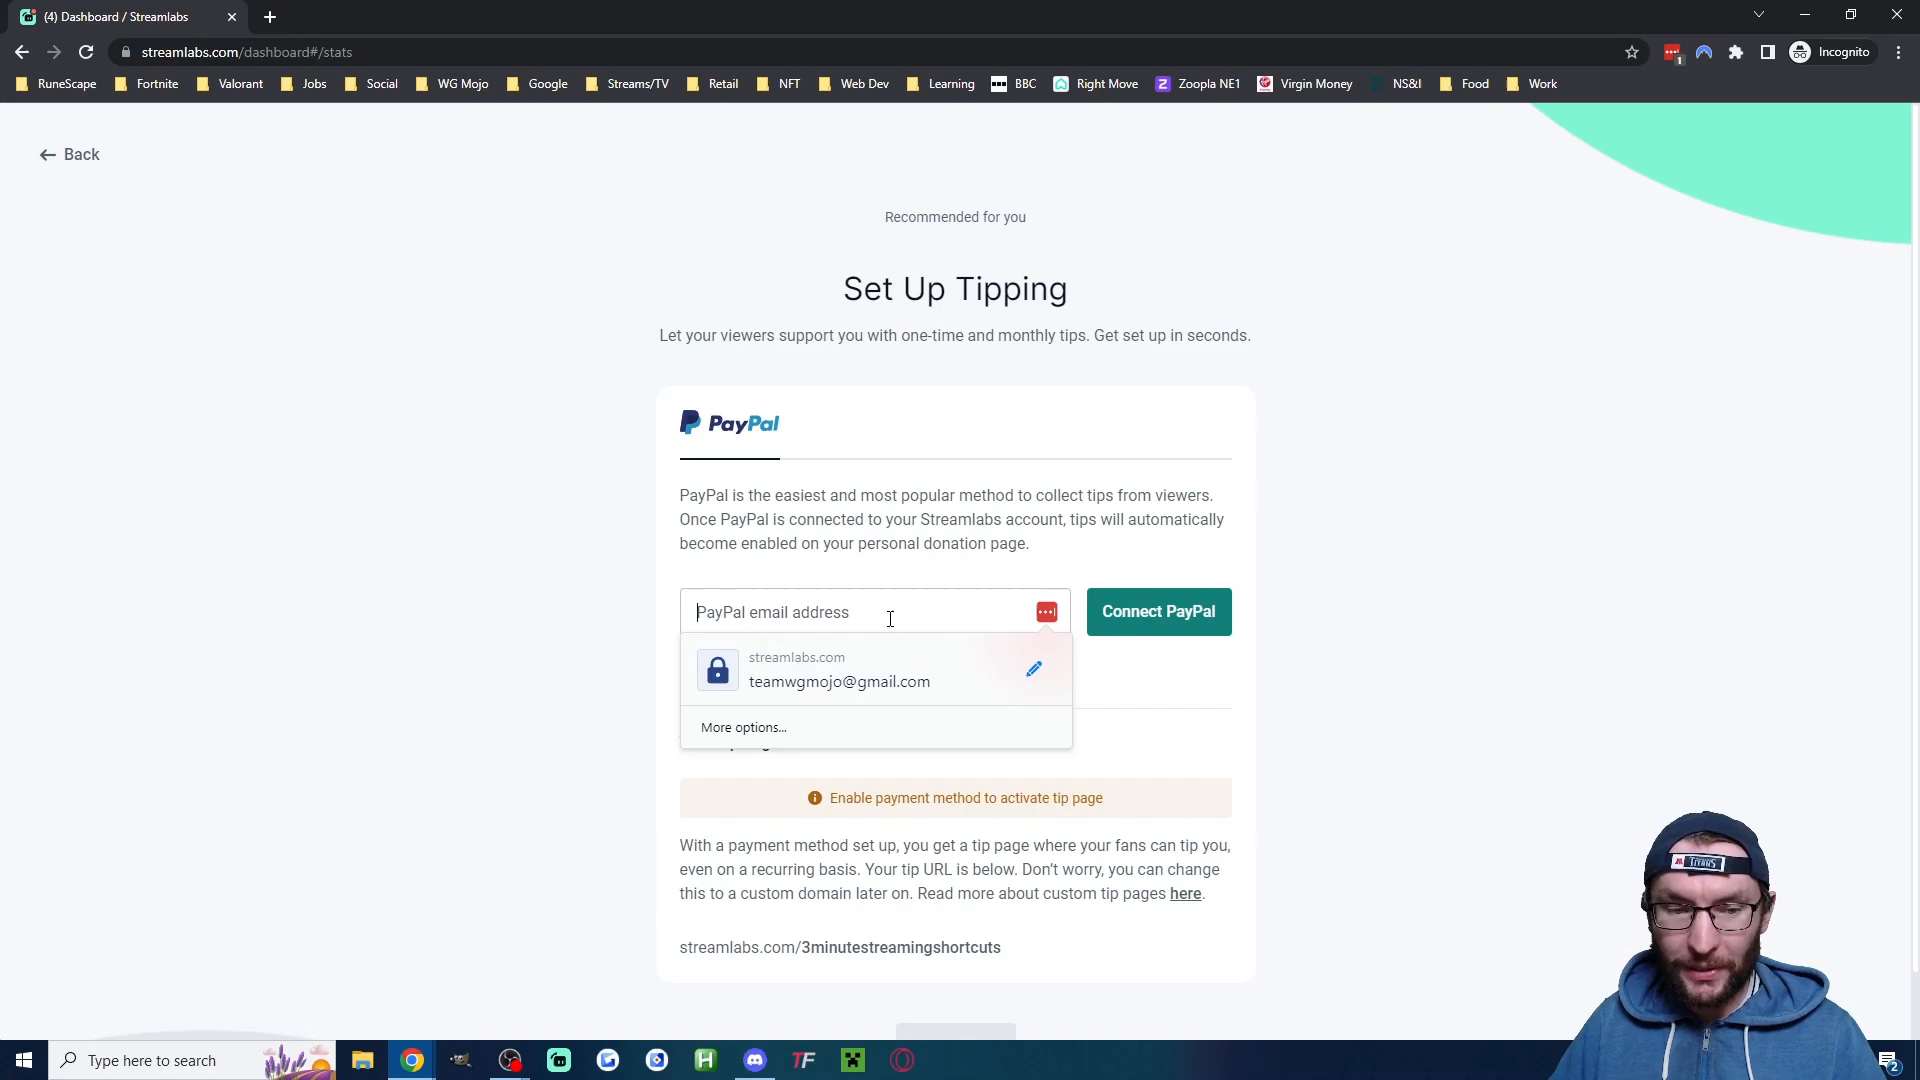 (4) Dashboard / Streamlabs
streamlabs.com/dashboard#/stats
1
Incognito
RuneScape
Fortnite
Valorant
Jobs
Social
WG Mojo
Google
Streams/TV
Retail
NFT
Web Dev
Learning
BBC
Right Move
Z
Zoopla NE1
Virgin Money
NS&I
Food
Work
Back
Recommended for you
Set Up Tipping
Let your viewers support you with one-time and monthly tips. Get set up in seconds.
PayPal
PayPal is the easiest and most popular method to collect tips from viewers.
Once PayPal is connected to your Streamlabs account, tips will automatically
become enabled on your personal donation page.
PayPal email address
Connect PayPal
streamlabs.com
teamwgmojo@gmail.com
More options...
Enable payment method to activate tip page
With a payment method set up, you get a tip page where your fans can tip you,
even on a recurring basis. Your tip URL is below. Don't worry, you can change
this to a custom domain later on. Read more about custom tip pages here.
streamlabs.com/3minutestreamingshortcuts
TITANS
Type here to search
H
TF
2